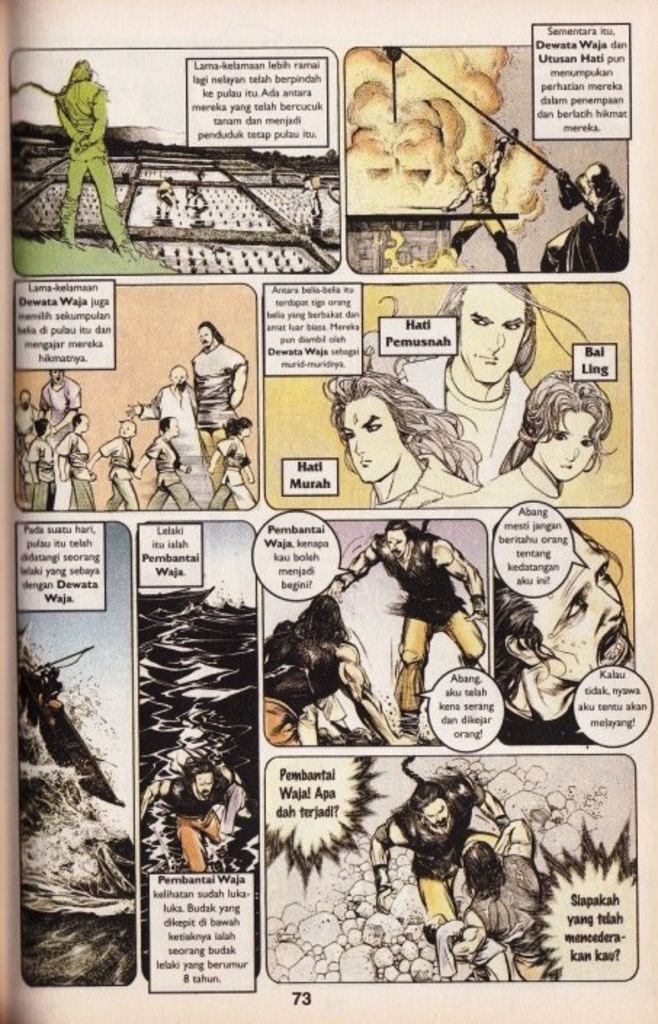 Lama-kelamaan lebih ramai
lagi nelayan telah berpindah
ke pulau itu. Ada antara
mereka yang telah bercucuk
tanam dan menjadi
penduduk tetap pulau itu.
Sementara itu,
Dewata Waja dan
Utusan Hati pun
menumpukan
perhatian mereka
dalam penempaan
dan berlatih hikmat
mereka.
Lama-kelamaan
Dewata Waja juga
memilih sekumpulan
belia di pulau itu dan
mengajar mereka
hikmatnya.
Antara belia-belia itu
terdapat tiga orang
belia yang berbakat dan
amat luar biasa. Mereka
pun diambil oleh
Dewata Waja sebagai
murid-muridnya.
Hati
Pemusnah
Bai
Ling
Hati
Murah
Pada suatu hari,
pulau itu telah
didatangi seorang
lelaki yang sebaya
dengan Dewata
Waja.
Lelaki
itu ialah
Pembantai
Waja.
Pembantai Waja
kelihatan sudah luka-
luka. Budak yang
dikepit di bawah
ketiaknya ialah
seorang budak
lelaki yang berumur
8 tahun.
Pembantai
Waja, kenapa
kau boleh
menjadi
begini?
Abang,
aku telah
kena serang
dan dikejar
orang!
Abang
mesti jangan
beritahu orang
tentang
kedatangan
aku ini!
Kalau
tidak, nyawa
aku tentu akan
melayang!
Pembantai
Waja! Apa
dah terjadi?
Siapakah
yang telah
mencedera-
kan kau?
73